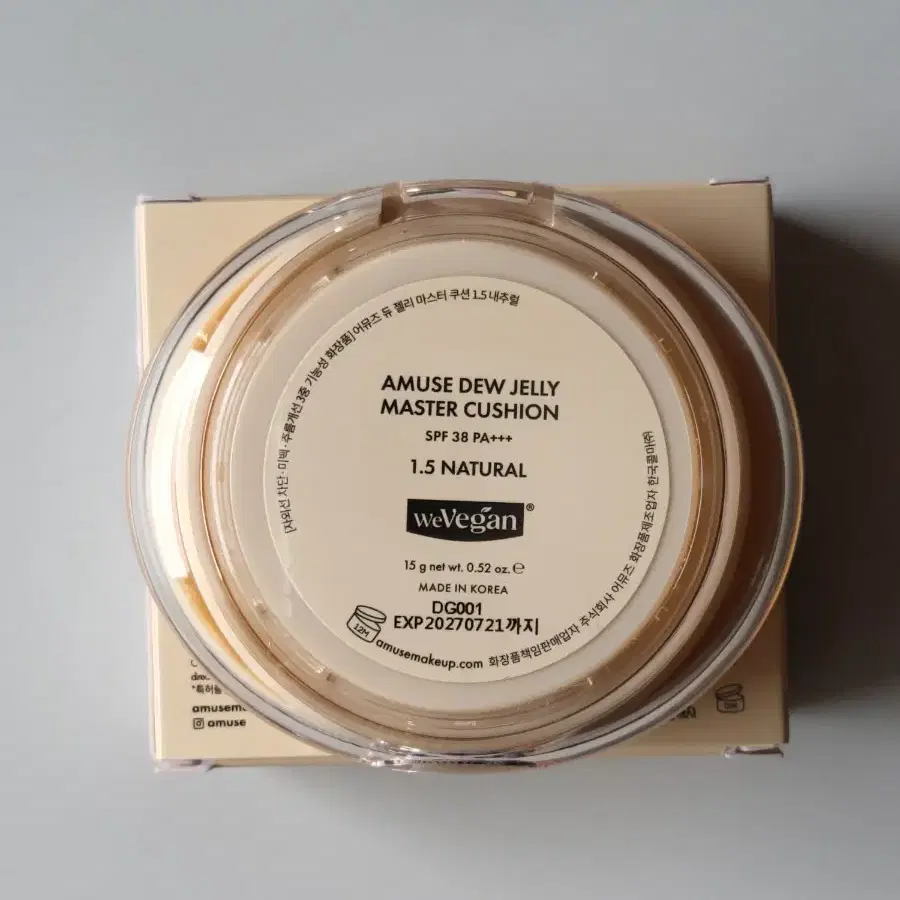 [자외선 차단·미백·주름개선 3중 기능성 화장품] 어뮤즈 듀 젤리 마스터 쿠션 1.5 내추럴
AMUSE DEW JELLY
MASTER CUSHION
SPF 38 PA+++
1.5 NATURAL
weVegan®
15 g net wt. 0.52 oz. ℮
MADE IN KOREA
DG001
EXP20270721까지
12M
amusemakeup.com 화장품책임판매업자 주식회사 어뮤즈 화장품제조업자 한국콜마(주)
*특허
amuse